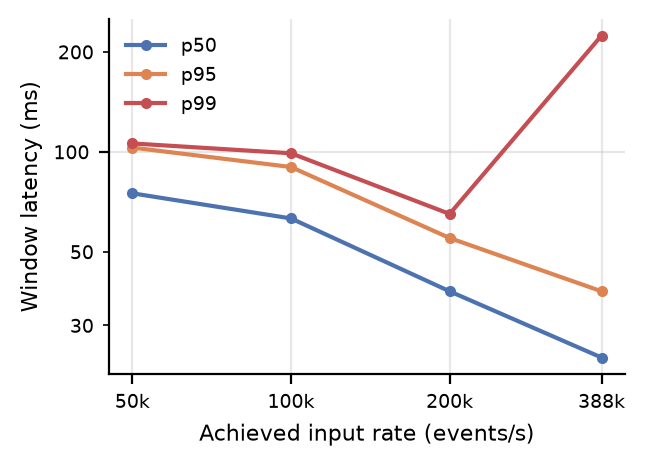 p50
p95
p99
200
100
50
30
Window latency (ms)
50k
100k
200k
388k
Achieved input rate (events/s)